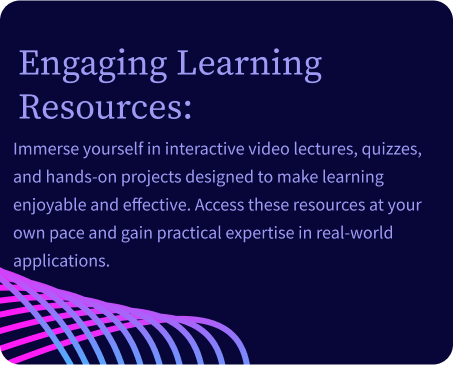 Engaging Learning
Resources:
Immerse yourself in interactive video lectures, quizzes,
and hands-on projects designed to make learning
enjoyable and effective. Access these resources at your
own pace and gain practical expertise in real-world
applications.